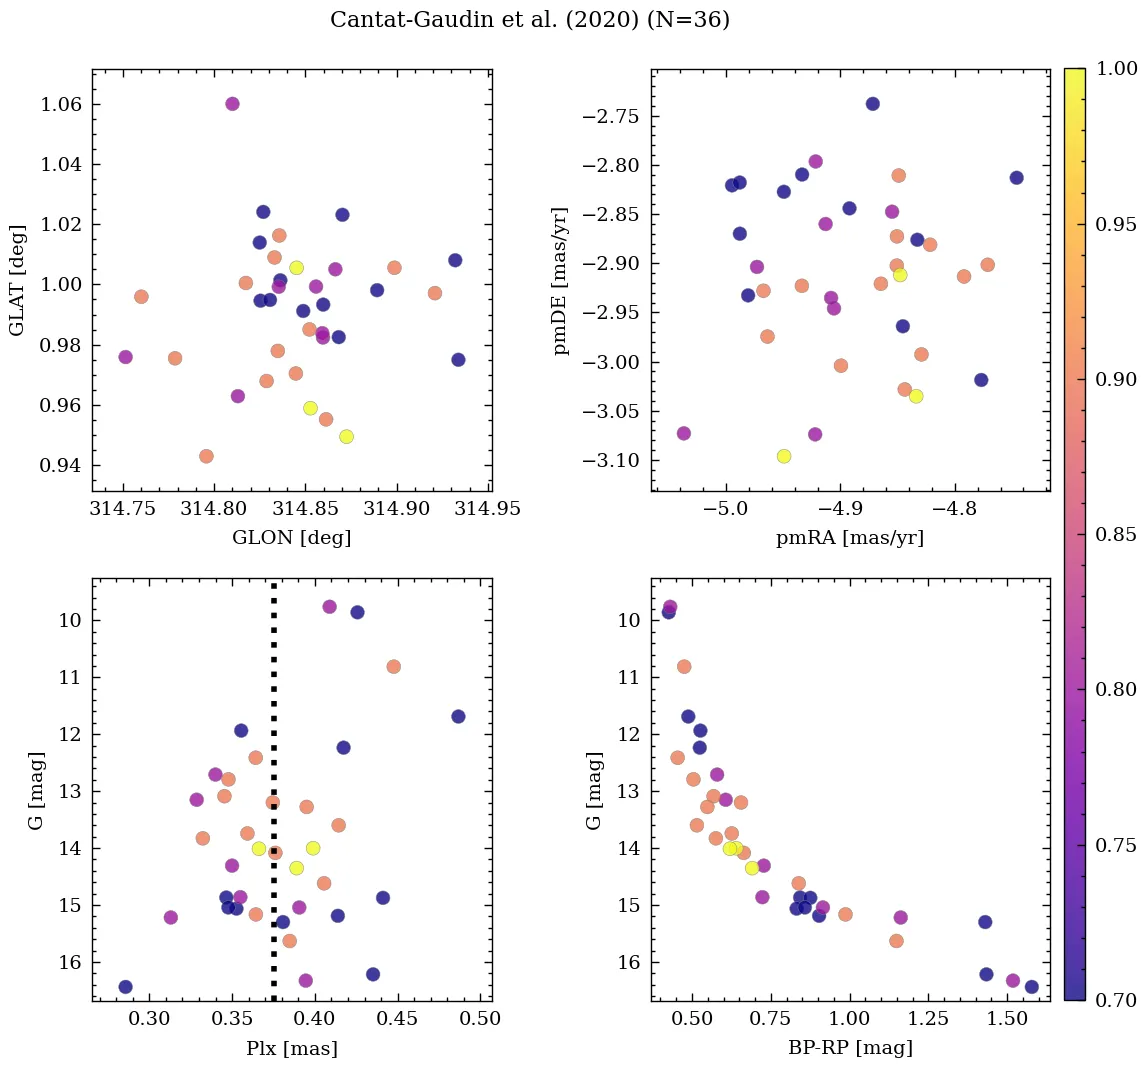 Cantat-Gaudin et al. (2020) (N=36)
1.06
1.04
1.02
1.00
0.98
0.96
0.94
GLAT [deg]
314.75 314.80 314.85 314.90 314.95
GLON [deg]
−2.75
−2.80
−2.85
−2.90
−2.95
−3.00
−3.05
−3.10
pmDE [mas/yr]
−5.0 −4.9 −4.8
pmRA [mas/yr]
10
11
12
13
14
15
16
G [mag]
0.30 0.35 0.40 0.45 0.50
Plx [mas]
10
11
12
13
14
15
16
G [mag]
0.50 0.75 1.00 1.25 1.50
BP-RP [mag]
1.00
0.95
0.90
0.85
0.80
0.75
0.70